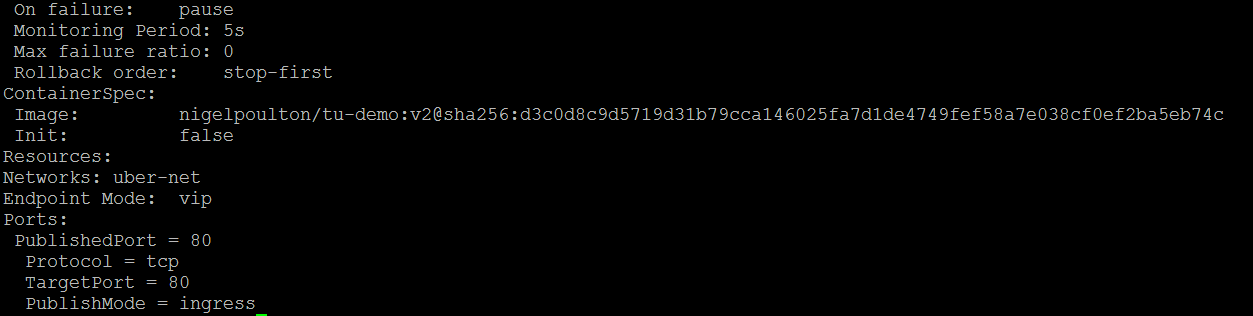 On failure: pause
Monitoring Period: 5s
Max failure ratio: 0
Rollback order: stop-first
ContainerSpec:
Image: nigelpoulton/tu-demo:v2@sha256:d3c0d8c9d5719d31b79cca146025fa7d1de4749fef58a7e038cf0ef2ba5eb74c
Init: false
Resources:
Networks: uber-net
Endpoint Mode: vip
Ports:
PublishedPort = 80
Protocol = tcp
TargetPort = 80
PublishMode = ingress